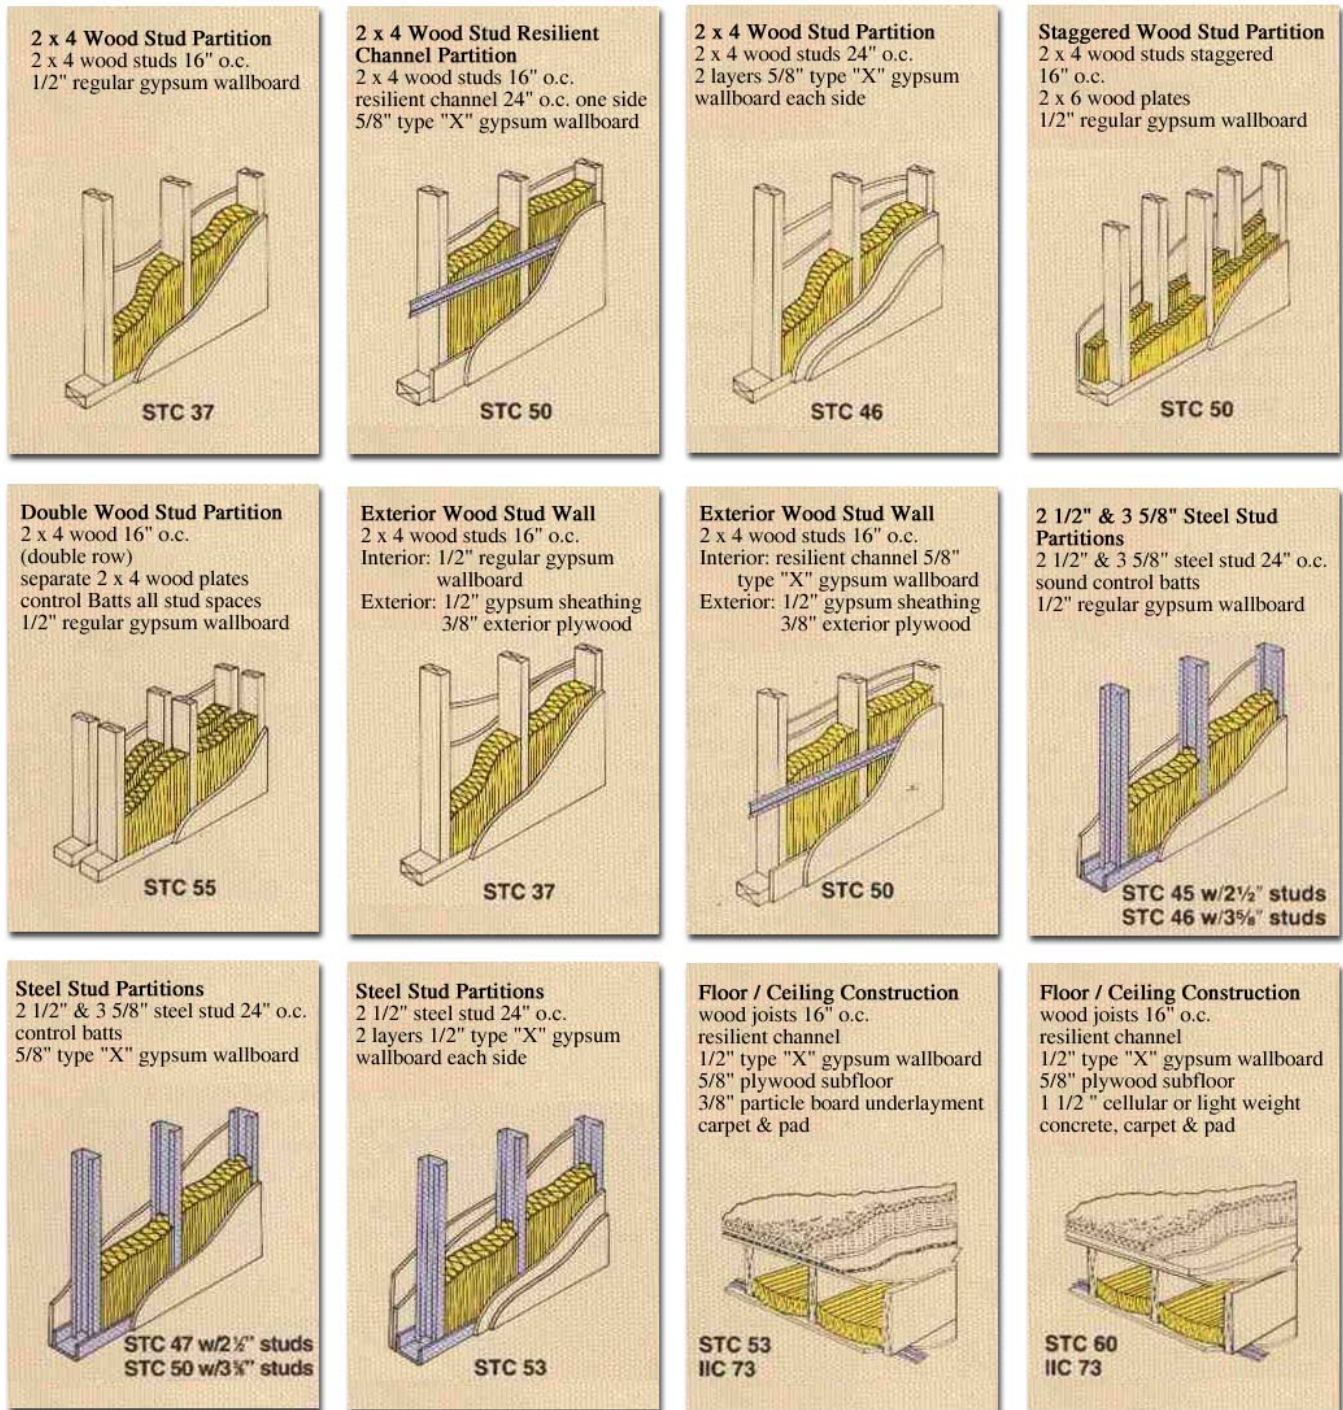 2 x 4 Wood Stud Partition
2 x 4 wood studs 16" o.c.
1/2" regular gypsum wallboard
STC 37
2 x 4 Wood Stud Resilient
Channel Partition
2 x 4 wood studs 16" o.c.
resilient channel 24" o.c. one side
5/8" type "X" gypsum wallboard
STC 50
2 x 4 Wood Stud Partition
2 x 4 wood studs 24" o.c.
2 layers 5/8" type "X" gypsum
wallboard each side
STC 46
Staggered Wood Stud Partition
2 x 4 wood studs staggered
16" o.c.
2 x 6 wood plates
1/2" regular gypsum wallboard
STC 50
Double Wood Stud Partition
2 x 4 wood 16" o.c.
(double row)
separate 2 x 4 wood plates
control Batts all stud spaces
1/2" regular gypsum wallboard
STC 55
Exterior Wood Stud Wall
2 x 4 wood studs 16" o.c.
Interior: 1/2" regular gypsum
wallboard
Exterior: 1/2" gypsum sheathing
3/8" exterior plywood
STC 37
Exterior Wood Stud Wall
2 x 4 wood studs 16" o.c.
Interior: resilient channel 5/8"
type "X" gypsum wallboard
Exterior: 1/2" gypsum sheathing
3/8" exterior plywood
STC 50
2 1/2" & 3 5/8" Steel Stud
Partitions
2 1/2" & 3 5/8" steel stud 24" o.c.
sound control batts
1/2" regular gypsum wallboard
STC 45 w/2½" studs
STC 46 w/3⅝" studs
Steel Stud Partitions
2 1/2" & 3 5/8" steel stud 24" o.c.
control batts
5/8" type "X" gypsum wallboard
STC 47 w/2½" studs
STC 50 w/3⅝" studs
Steel Stud Partitions
2 1/2" steel stud 24" o.c.
2 layers 1/2" type "X" gypsum
wallboard each side
STC 53
Floor / Ceiling Construction
wood joists 16" o.c.
resilient channel
1/2" type "X" gypsum wallboard
5/8" plywood subfloor
3/8" particle board underlayment
carpet & pad
STC 53
IIC 73
Floor / Ceiling Construction
wood joists 16" o.c.
resilient channel
1/2" type "X" gypsum wallboard
5/8" plywood subfloor
1 1/2 " cellular or light weight
concrete, carpet & pad
STC 60
IIC 73